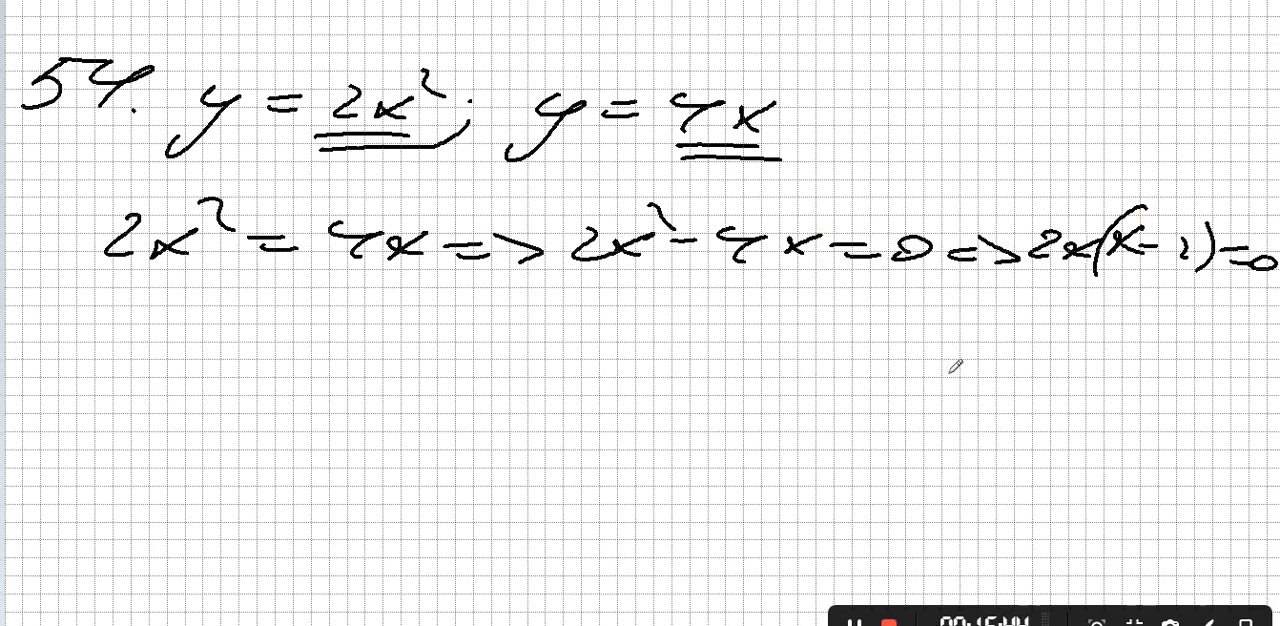 54. y = 2x²; y = 4x
2x² = 4x => 2x² - 4x = 0 => 2x(x - 2) = 0